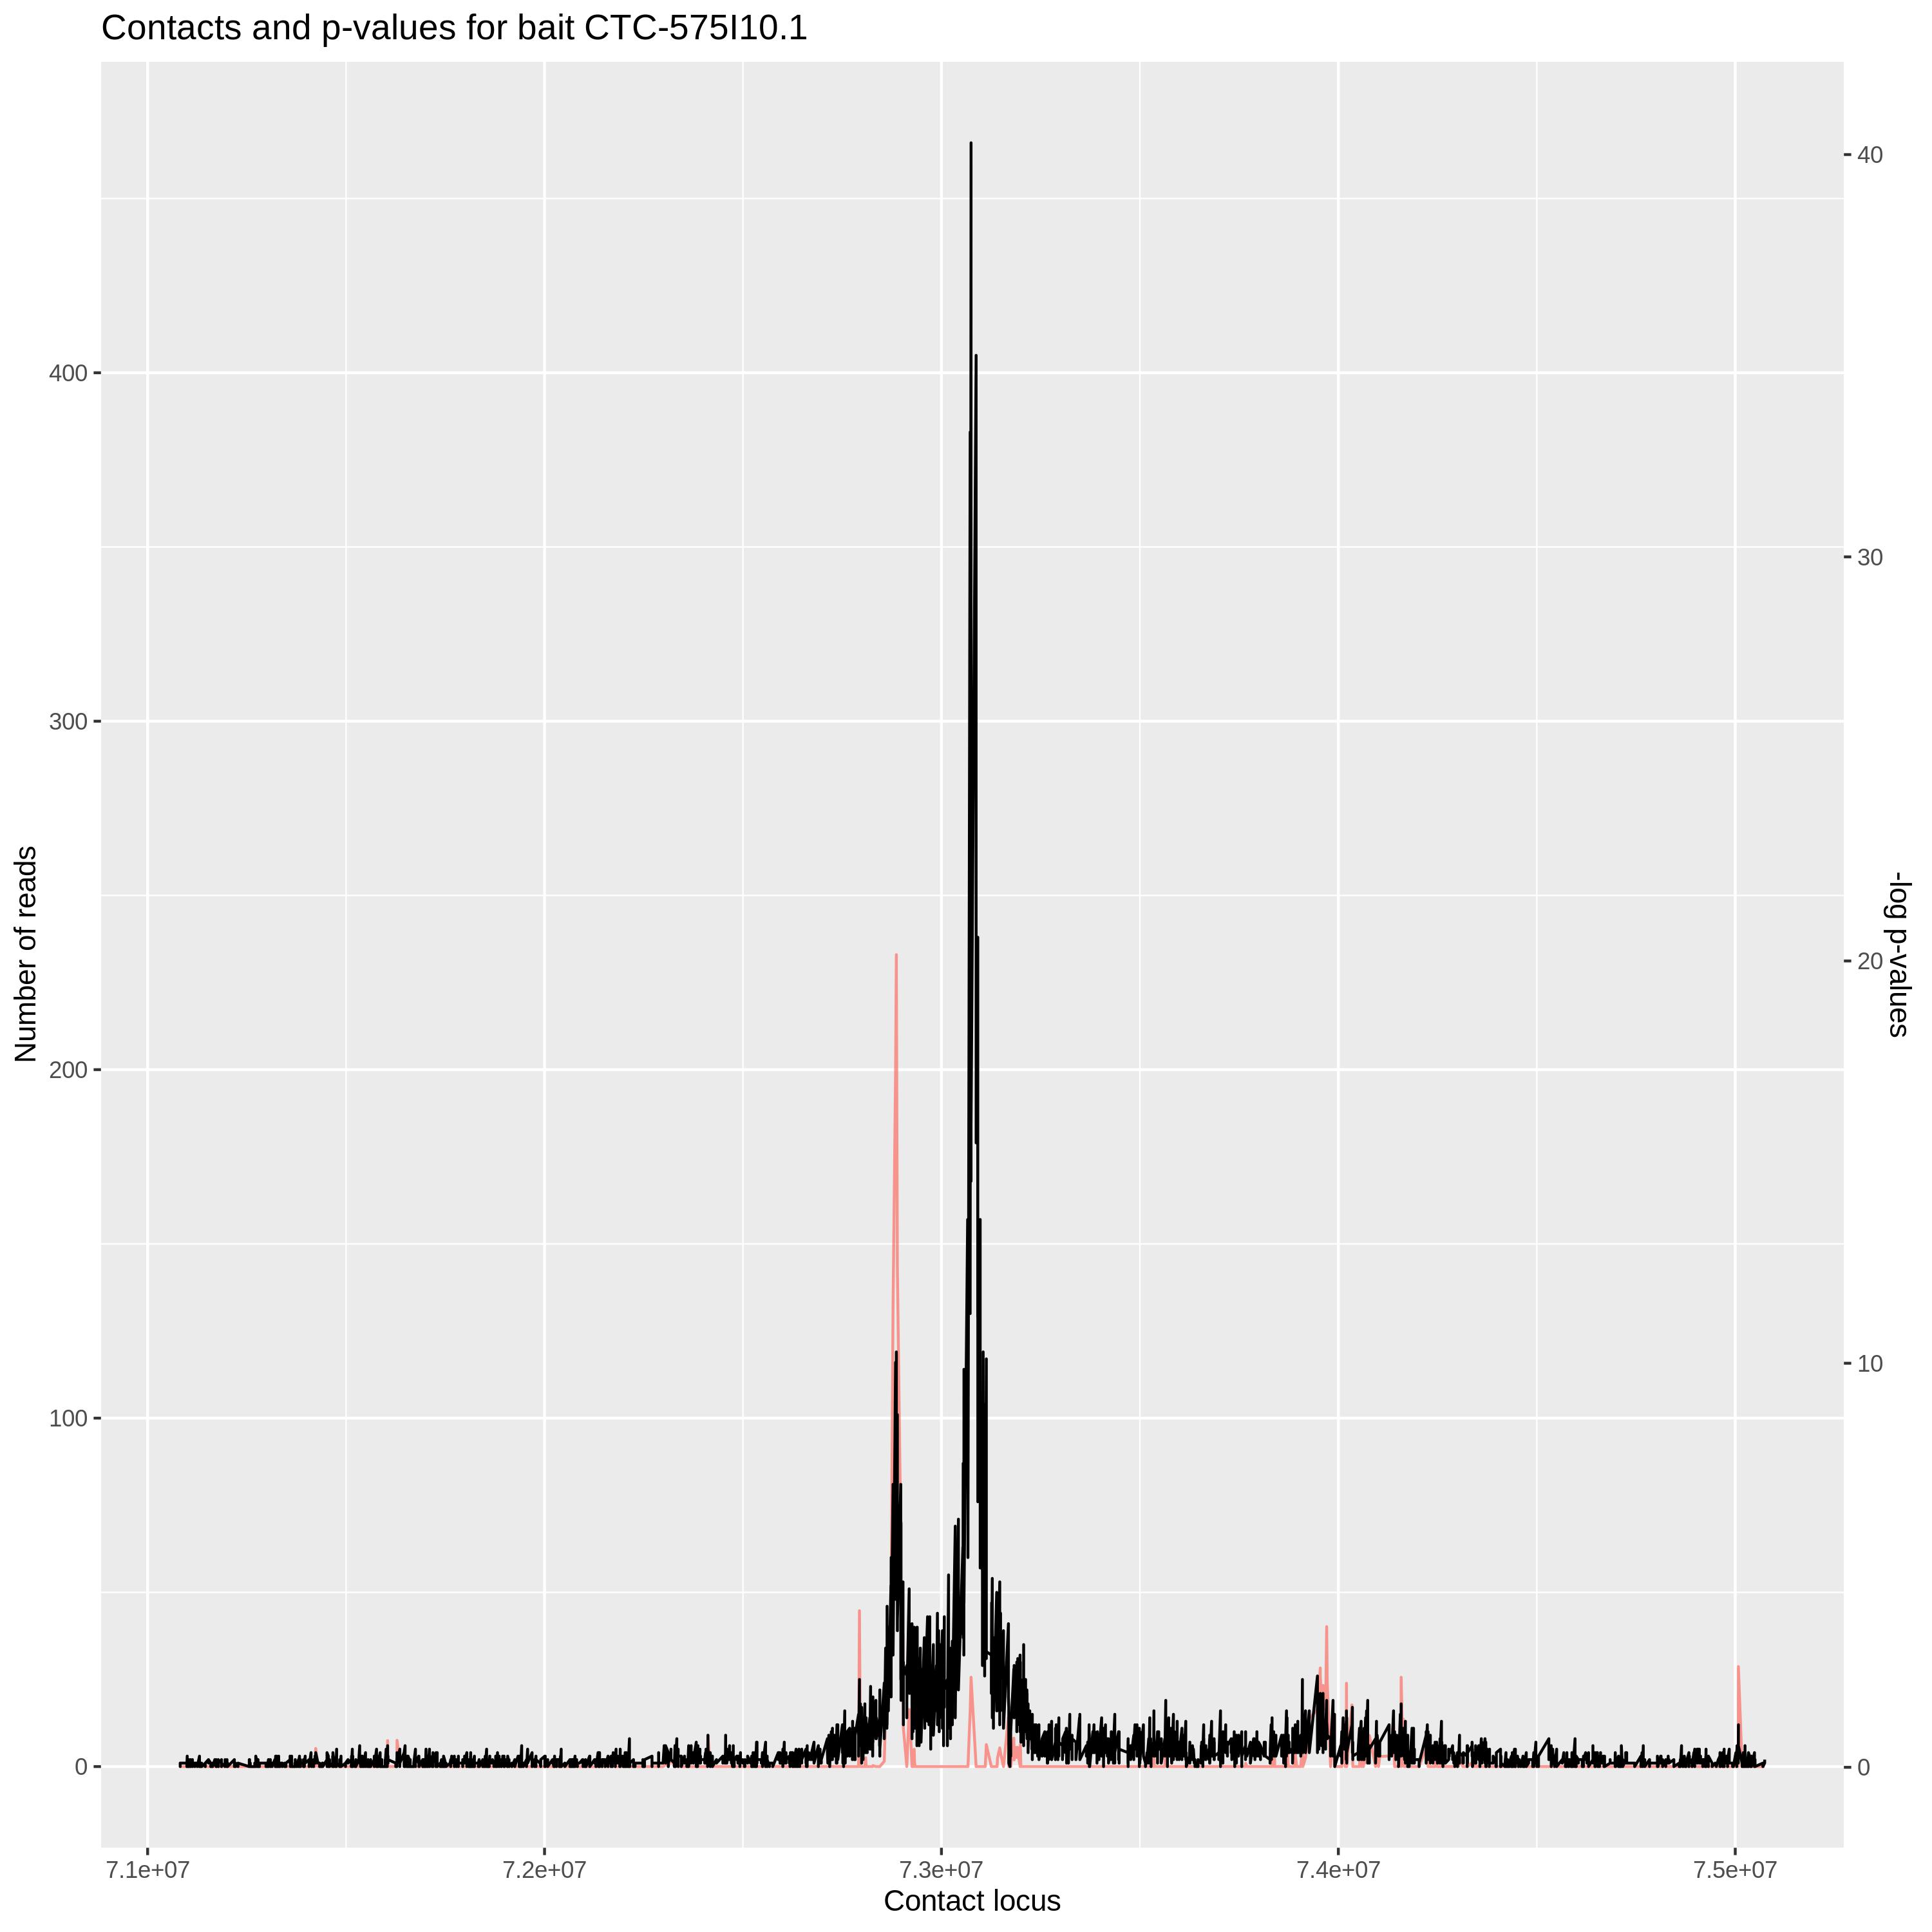 Contacts and p-values for bait CTC-575I10.1
40
400
30
300
Number of reads
-log p-values
20
200
10
100
0
0
7.1e+07 7.2e+07 7.3e+07 7.4e+07 7.5e+07
Contact locus